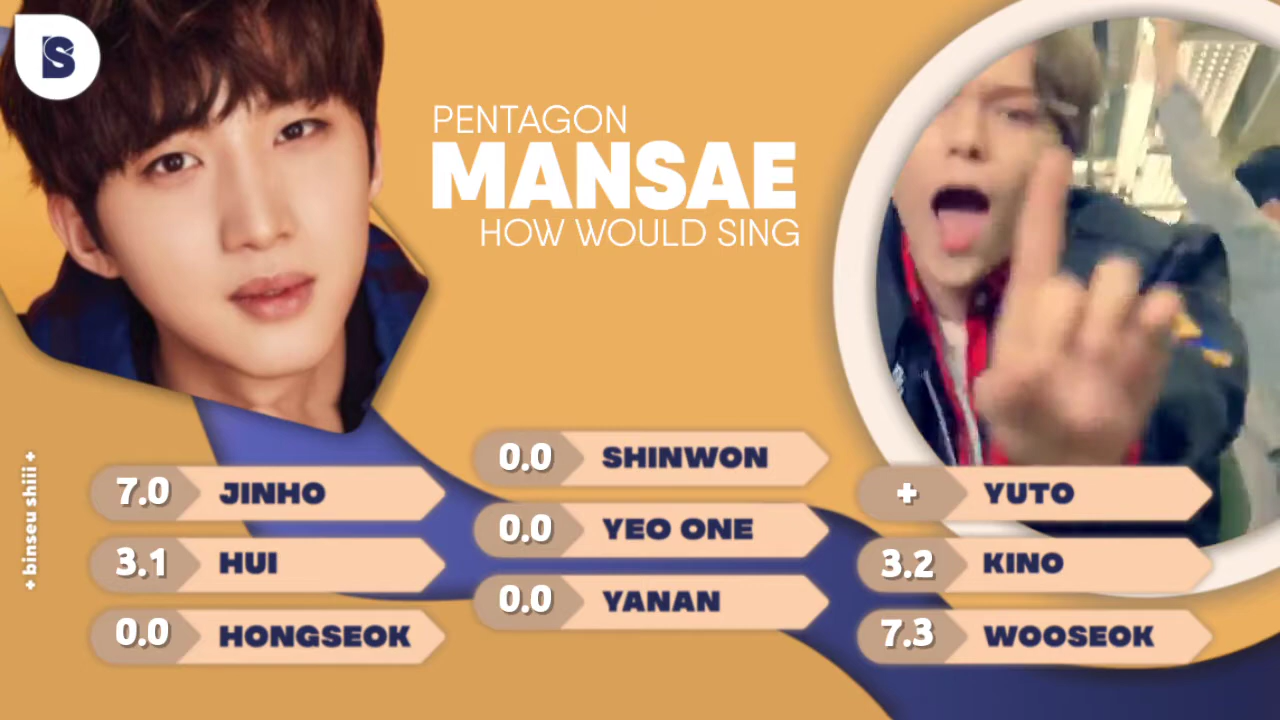 BS
PENTAGON
MANSAE
HOW WOULD SING
+ binseu shiii +
7.0 JINHO
3.1 HUI
0.0 HONGSEOK
0.0 SHINWON
0.0 YEO ONE
0.0 YANAN
+ YUTO
3.2 KINO
7.3 WOOSEOK